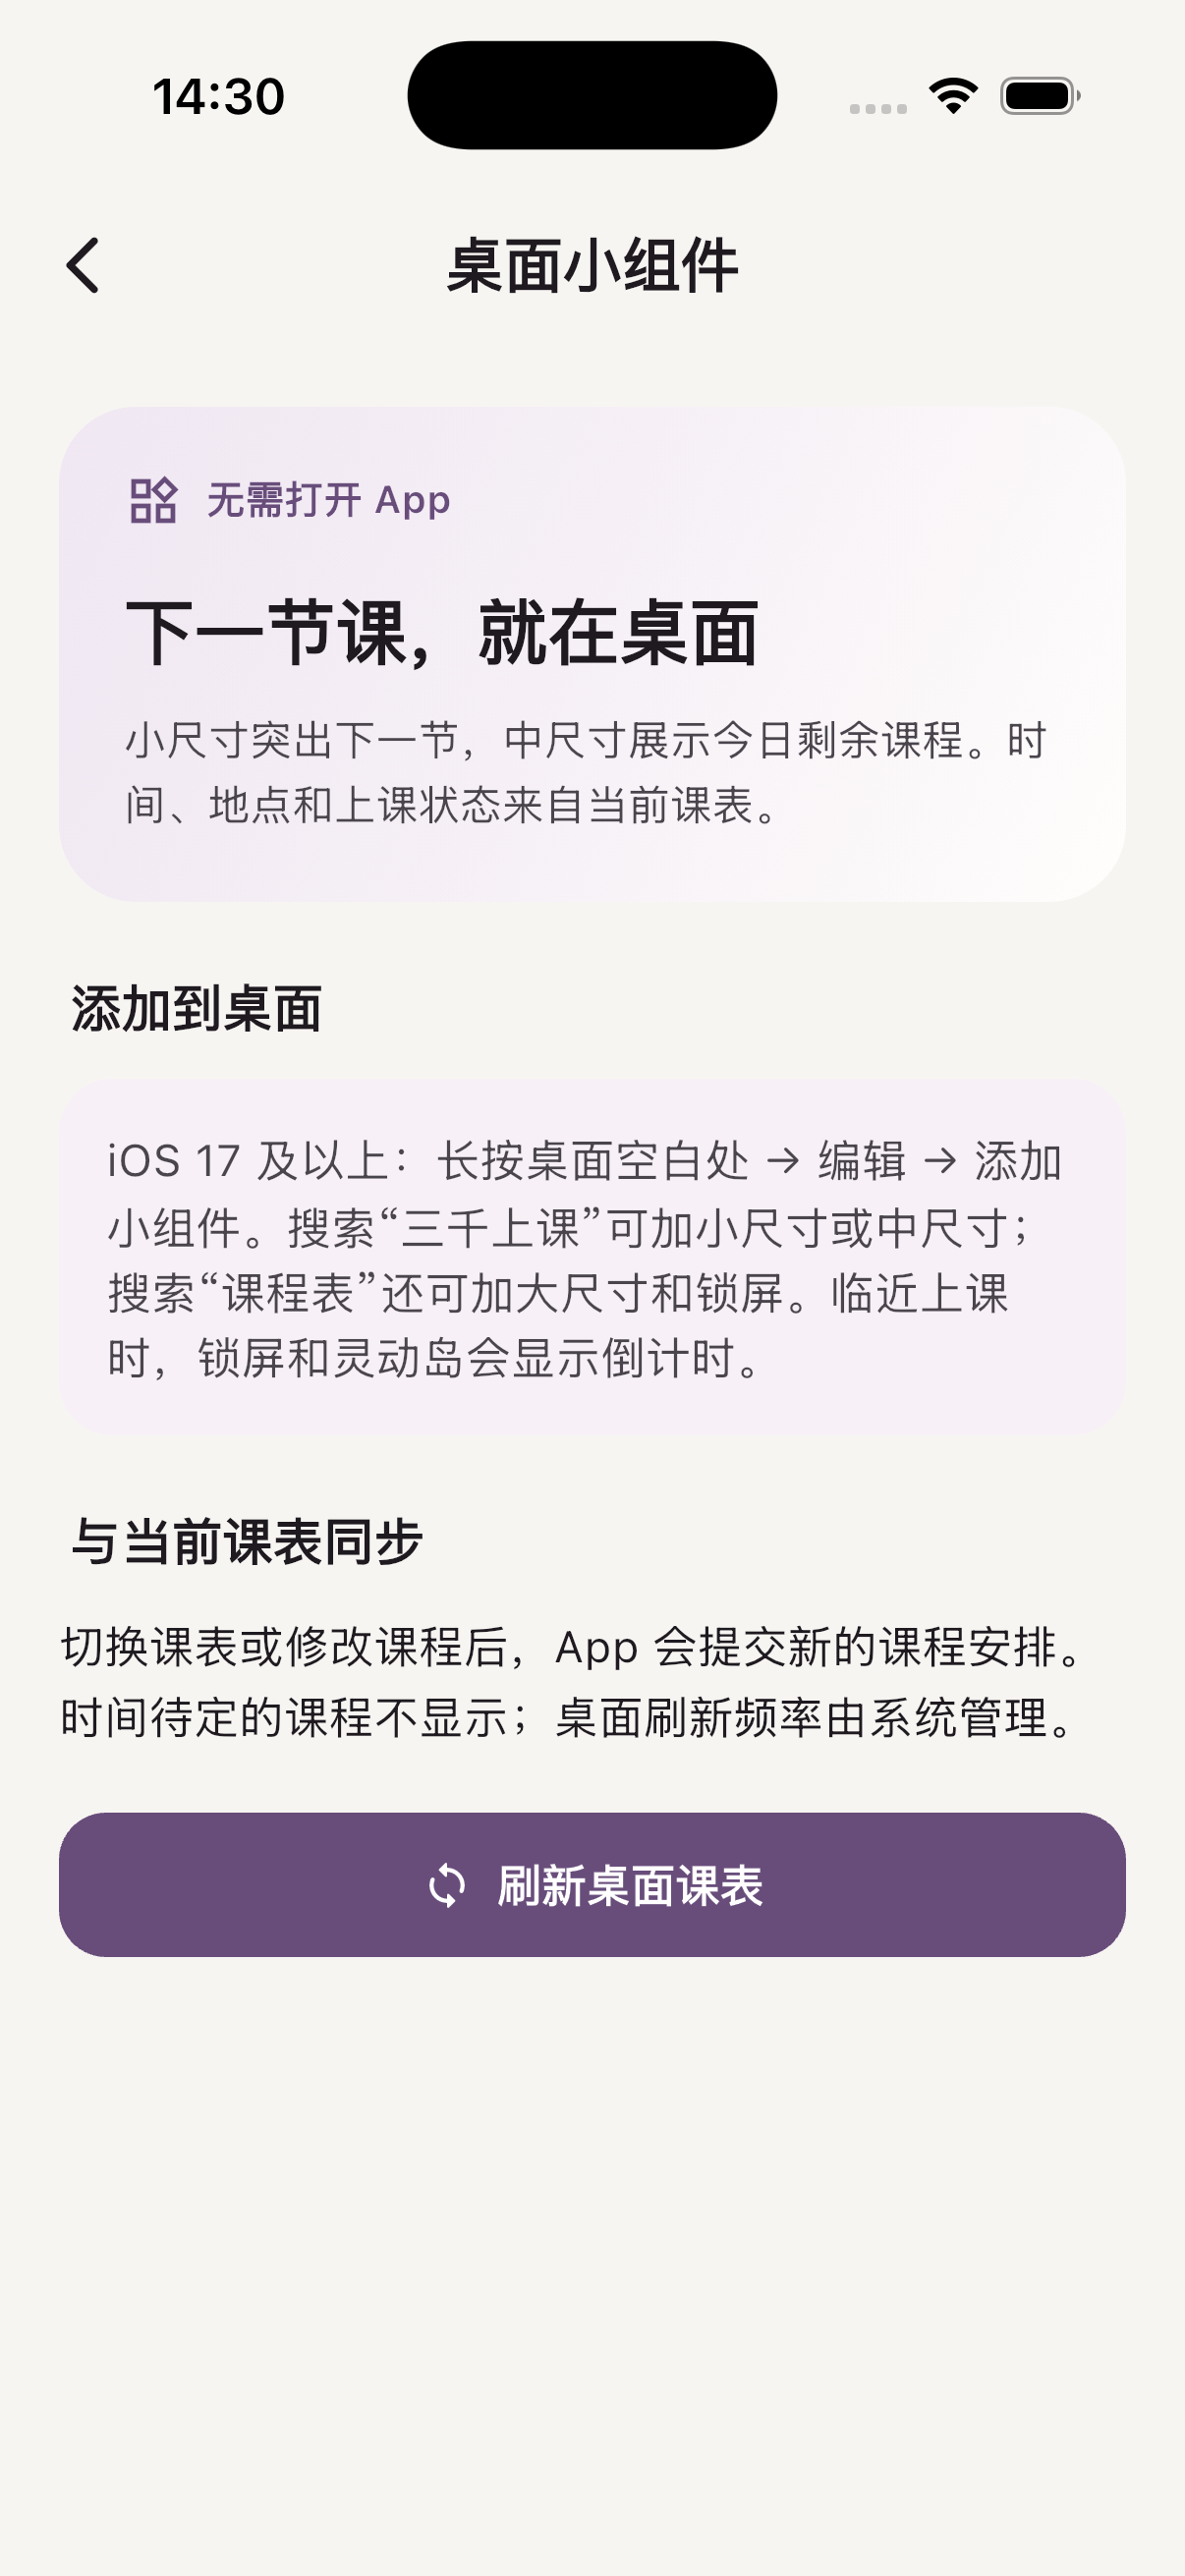 14:30
桌面小组件
无需打开 App
下一节课，就在桌面
小尺寸突出下一节，中尺寸展示今日剩余课程。时
间、地点和上课状态来自当前课表。
添加到桌面
iOS 17 及以上：长按桌面空白处 → 编辑 → 添加
小组件。搜索“三千上课”可加小尺寸或中尺寸；
搜索“课程表”还可加大尺寸和锁屏。临近上课
时，锁屏和灵动岛会显示倒计时。
与当前课表同步
切换课表或修改课程后，App 会提交新的课程安排。
时间待定的课程不显示；桌面刷新频率由系统管理。
刷新桌面课表